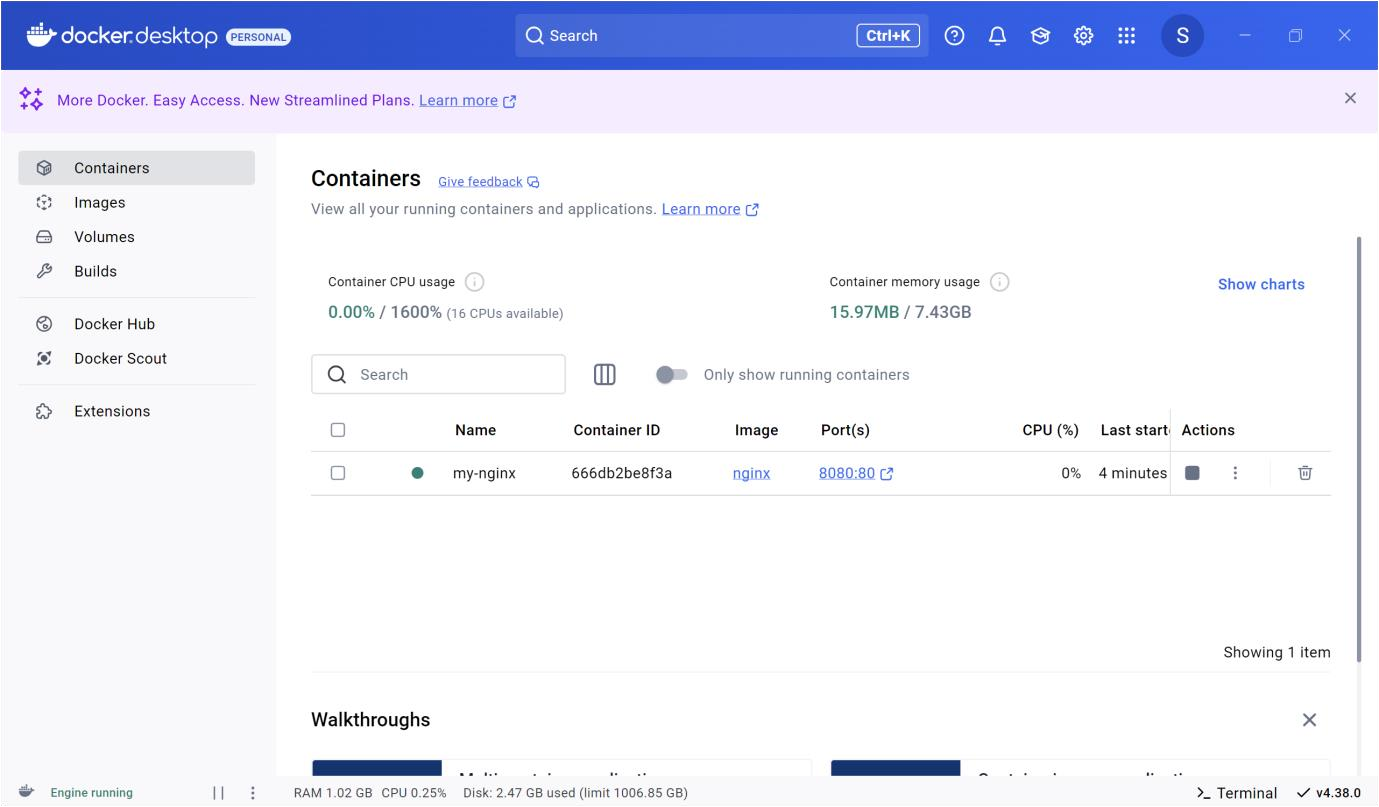 docker.desktop PERSONAL Search Ctrl+K S
More Docker. Easy Access. New Streamlined Plans. Learn more
Containers
Images
Volumes
Builds
Docker Hub
Docker Scout
Extensions
Containers Give feedback
View all your running containers and applications. Learn more
Container CPU usage
0.00% / 1600% (16 CPUs available)
Container memory usage
15.97MB / 7.43GB
Show charts
Search Only show running containers
Name Container ID Image Port(s) CPU (%) Last starte Actions
my-nginx 666db2be8f3a nginx 8080:80 0% 4 minutes
Showing 1 item
Walkthroughs
Engine running RAM 1.02 GB CPU 0.25% Disk: 2.47 GB used (limit 1006.85 GB) Terminal v4.38.0